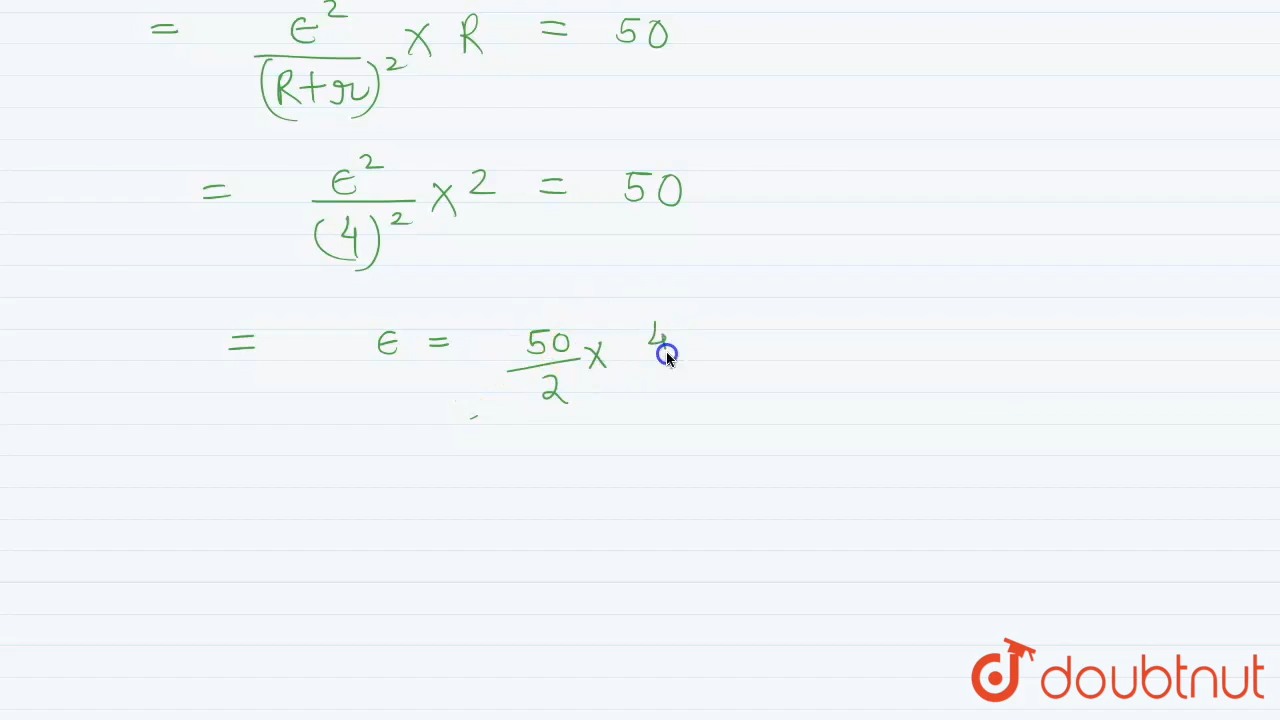 = ε² / (R+r)² × R = 50
= ε² / (4)² × 2 = 50
= ε = 50 / 2 × 4
doubtnut